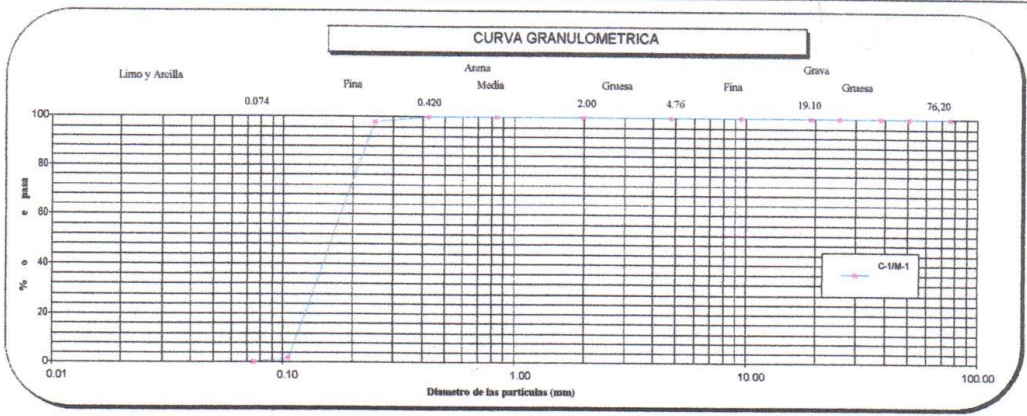 CURVA GRANULOMETRICA
Limo y Arcilla
Arena
Grava
Fina
Media
Gruesa
Fina
Gruesa
0.074
0.420
2.00
4.76
19.10
76,20
100
80
60
40
20
0
% o e pasa
C-1/M-1
0.01
0.10
1.00
10.00
100.00
Diametro de las partículas (mm)